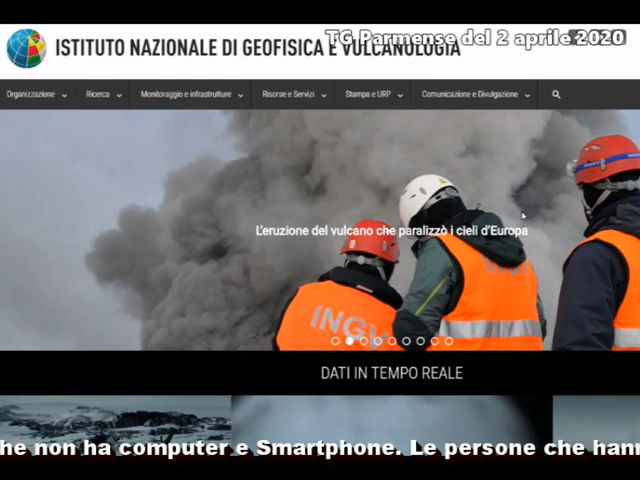 TG Parmense del 2 aprile 2020
ISTITUTO NAZIONALE DI GEOFISICA E VULCANOLOGIA
Organizzazione Ricerca Monitoraggio e infrastrutture Risorse e Servizi Stampa e URP Comunicazione e Divulgazione
L'eruzione del vulcano che paralizzò i cieli d'Europa
INGV
DATI IN TEMPO REALE
he non ha computer e Smartphone. Le persone che hann